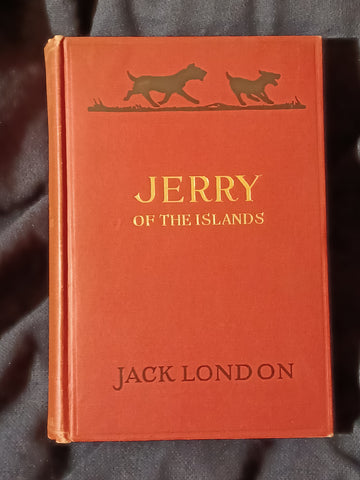 JERRY
OF THE ISLANDS
JACK LONDON